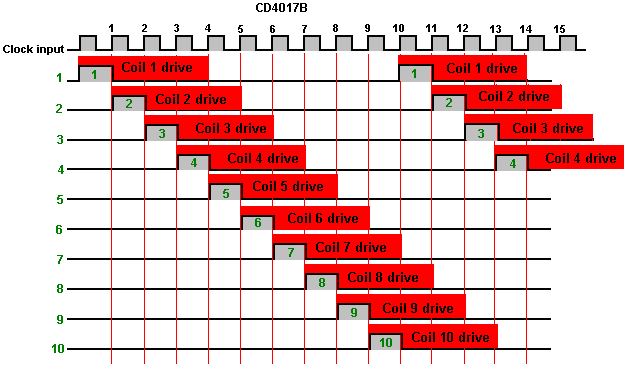 CD4017B
1 2 3 4 5 6 7 8 9 10 11 12 13 14 15
Clock input
1 1 Coil 1 drive 1 Coil 1 drive
2 2 Coil 2 drive 2 Coil 2 drive
3 3 Coil 3 drive 3 Coil 3 drive
4 4 Coil 4 drive 4 Coil 4 drive
5 5 Coil 5 drive
6 6 Coil 6 drive
7 7 Coil 7 drive
8 8 Coil 8 drive
9 9 Coil 9 drive
10 10 Coil 10 drive